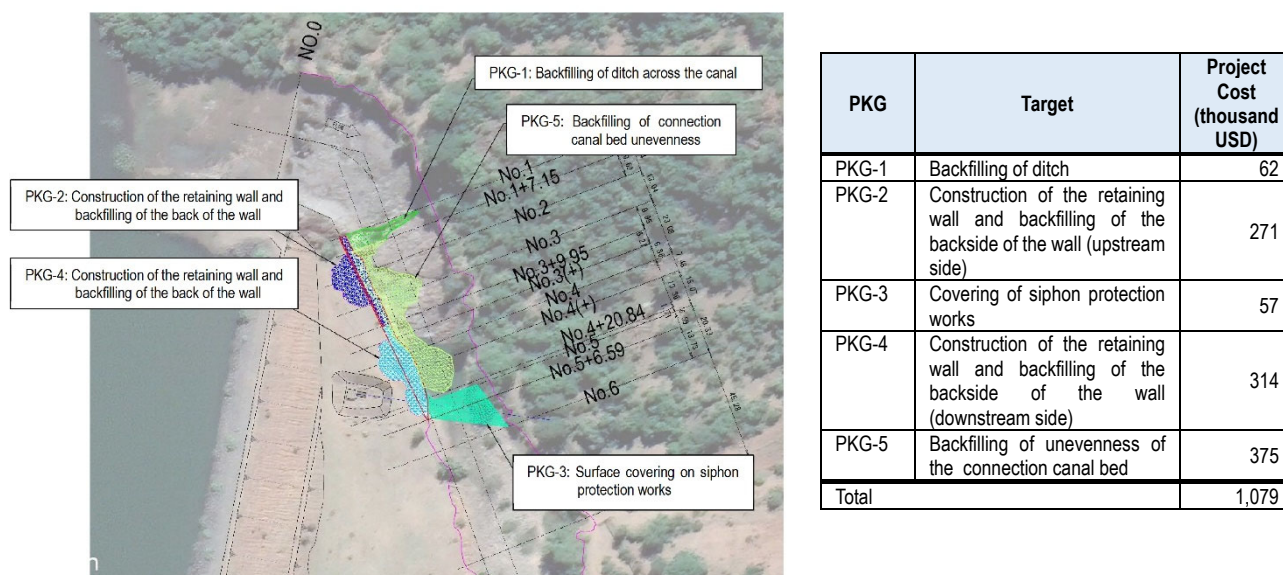 NO.0
PKG-1: Backfilling of ditch across the canal
PKG-5: Backfilling of connection
canal bed unevenness
PKG-2: Construction of the retaining wall and
backfilling of the back of the wall
PKG-4: Construction of the retaining wall and
backfilling of the back of the wall
PKG-3: Surface covering on siphon
protection works
No.1
No.1+7.15
No.2
No.3
No.3+9.95
No.3(+)
No.4
No.4(+)
No.4+20.84
No.5
No.5+6.59
No.6
PKG
Target
Project
Cost
(thousand
USD)
PKG-1
Backfilling of ditch
62
PKG-2
Construction of the retaining
wall and backfilling of the
backside of the wall (upstream
side)
271
PKG-3
Covering of siphon protection
works
57
PKG-4
Construction of the retaining
wall and backfilling of the
backside of the wall
(downstream side)
314
PKG-5
Backfilling of unevenness of
the connection canal bed
375
Total
1,079